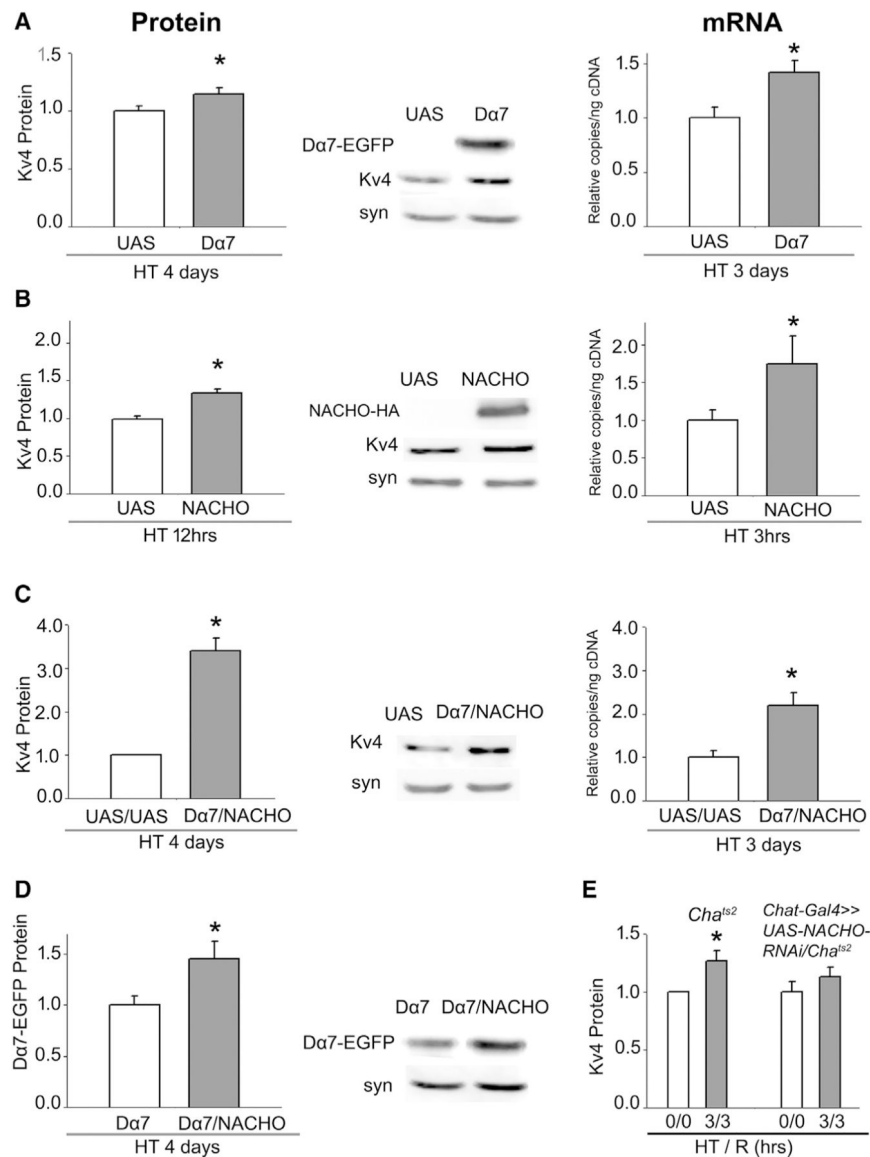 A
Protein
mRNA
Kv4 Protein
1.5
1.0
0.5
0.0
*
UAS
Dα7
HT 4 days
UAS Dα7
Dα7-EGFP
Kv4
syn
Relative copies/ng cDNA
1.5
1.0
0.5
0.0
*
UAS
Dα7
HT 3 days
B
Kv4 Protein
2.0
1.5
1.0
0.5
0.0
*
UAS
NACHO
HT 12hrs
UAS NACHO
NACHO-HA
Kv4
syn
Relative copies/ng cDNA
2.0
1.5
1.0
0.5
0.0
*
UAS
NACHO
HT 3hrs
C
Kv4 Protein
4.0
3.0
2.0
1.0
0.0
*
UAS/UAS
Dα7/NACHO
HT 4 days
UAS Dα7/NACHO
Kv4
syn
Relative copies/ng cDNA
4.0
3.0
2.0
1.0
0.0
*
UAS/UAS
Dα7/NACHO
HT 3 days
D
Dα7-EGFP Protein
2.0
1.5
1.0
0.5
0.0
*
Dα7
Dα7/NACHO
HT 4 days
Dα7 Dα7/NACHO
Dα7-EGFP
syn
E
Kv4 Protein
1.5
1.0
0.5
0.0
Cha^ts2
*
Chat-Gal4>>
UAS-NACHO-
RNAi/Cha^ts2
0/0 3/3 0/0 3/3
HT / R (hrs)